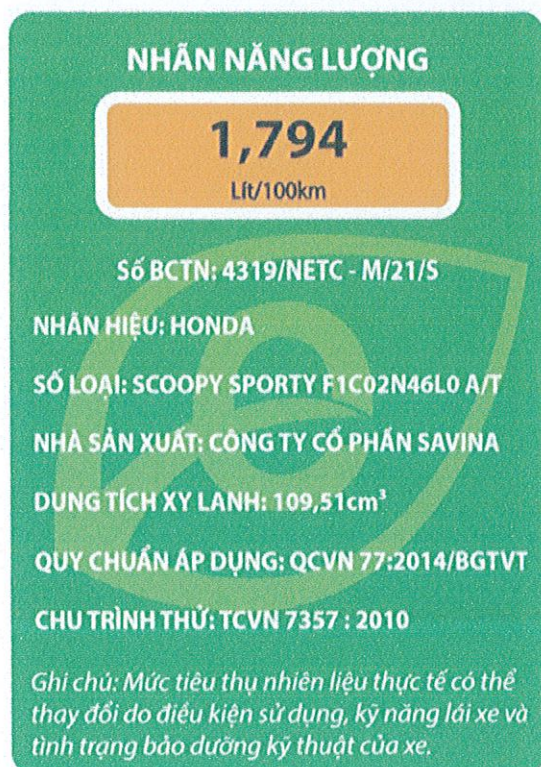 NHÃN NĂNG LƯỢNG
1,794
Lít/100km
Số BCTN: 4319/NETC - M/21/S
NHÃN HIỆU: HONDA
SỐ LOẠI: SCOOPY SPORTY F1C02N46L0 A/T
NHÀ SẢN XUẤT: CÔNG TY CỔ PHẦN SAVINA
DUNG TÍCH XY LANH: 109,51cm³
QUY CHUẨN ÁP DỤNG: QCVN 77:2014/BGTVT
CHU TRÌNH THỬ: TCVN 7357 : 2010
Ghi chú: Mức tiêu thụ nhiên liệu thực tế có thể
thay đổi do điều kiện sử dụng, kỹ năng lái xe và
tình trạng bảo dưỡng kỹ thuật của xe.